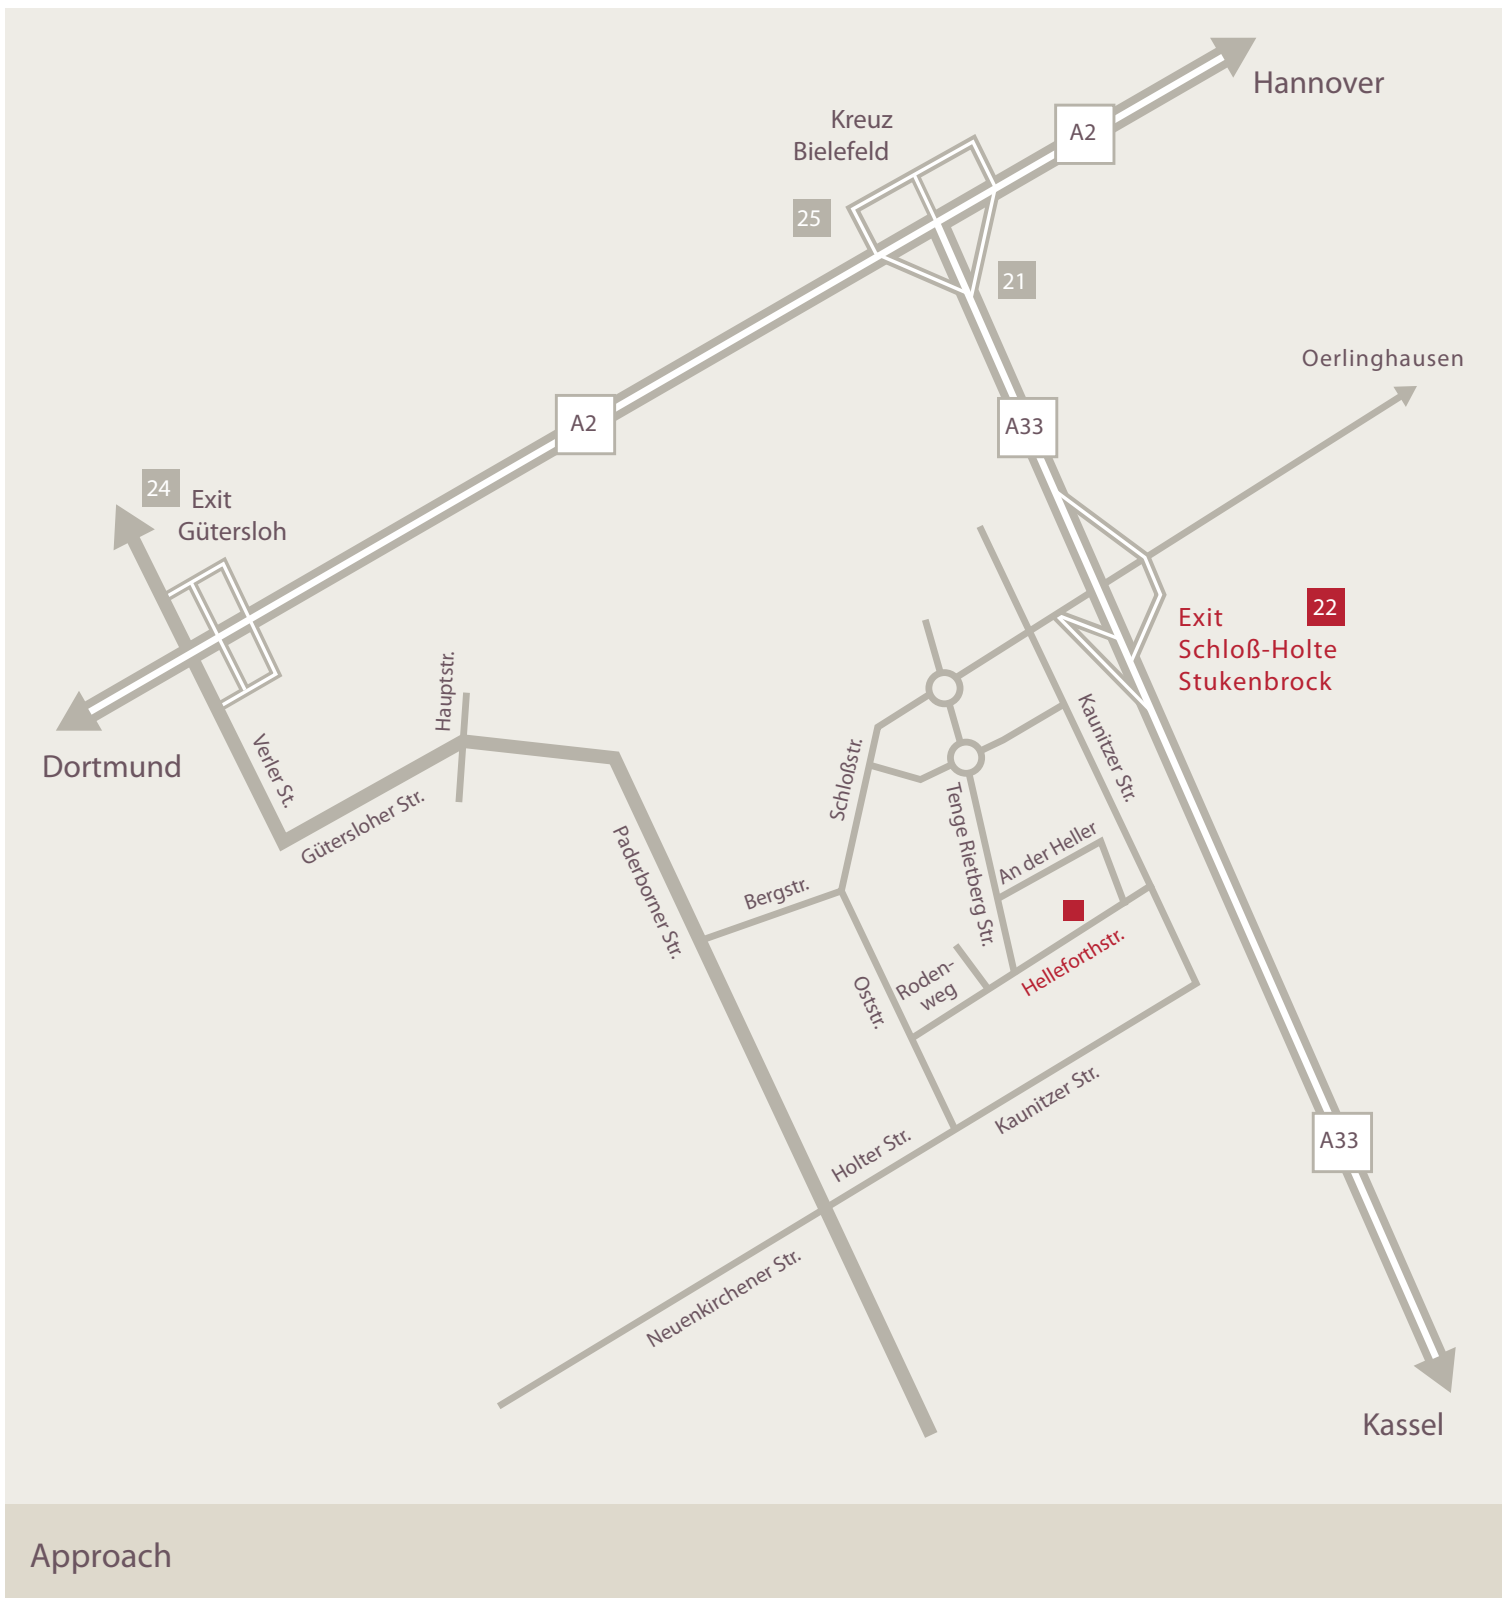 Hannover
Kreuz
Bielefeld
A2
25
21
Oerlinghausen
A2
A33
24
Exit
Gütersloh
22
Exit
Schloß-Holte
Stukenbrock
Hauptstr.
Kaunitzer Str.
Dortmund
Verler St.
Schloßstr.
Gütersloher Str.
Tenge Rietberg Str.
An der Heller
Paderborner Str.
Bergstr.
Helleforthstr.
Roden-
weg
Oststr.
Kaunitzer Str.
Holter Str.
A33
Neuenkirchener Str.
Kassel
Approach